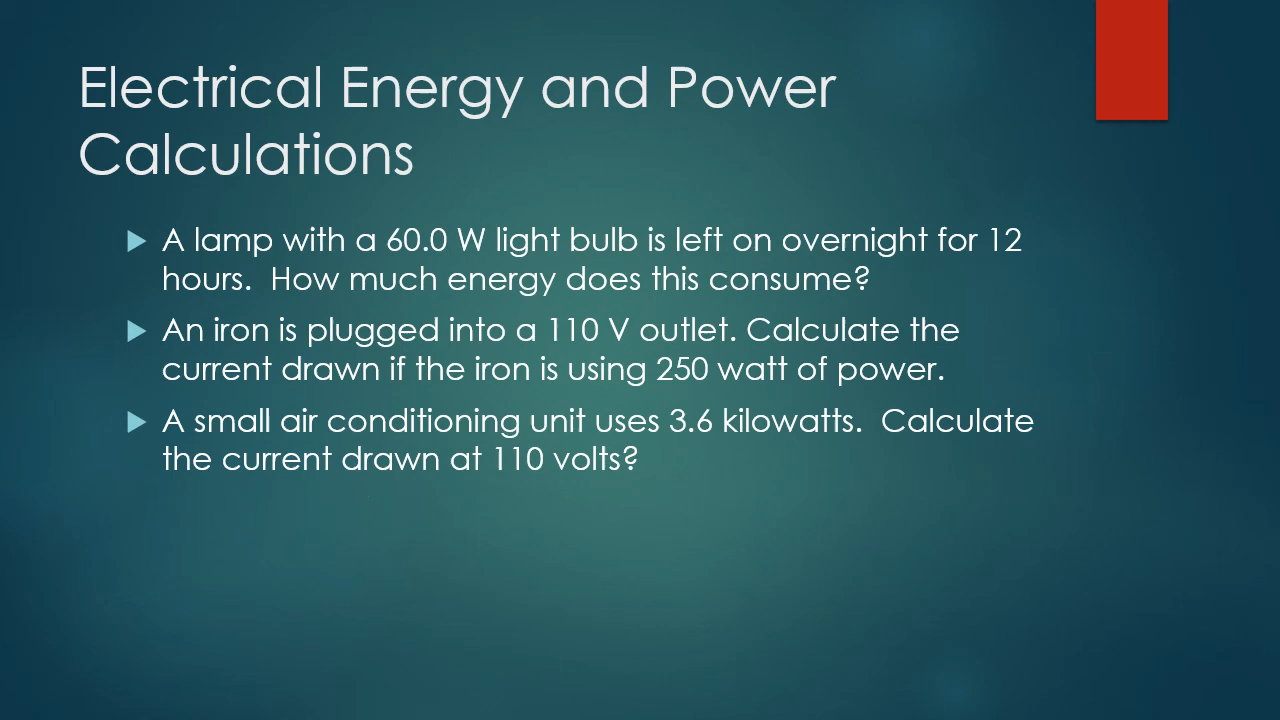 Electrical Energy and Power
Calculations
A lamp with a 60.0 W light bulb is left on overnight for 12
hours.  How much energy does this consume?
An iron is plugged into a 110 V outlet. Calculate the
current drawn if the iron is using 250 watt of power.
A small air conditioning unit uses 3.6 kilowatts.  Calculate
the current drawn at 110 volts?